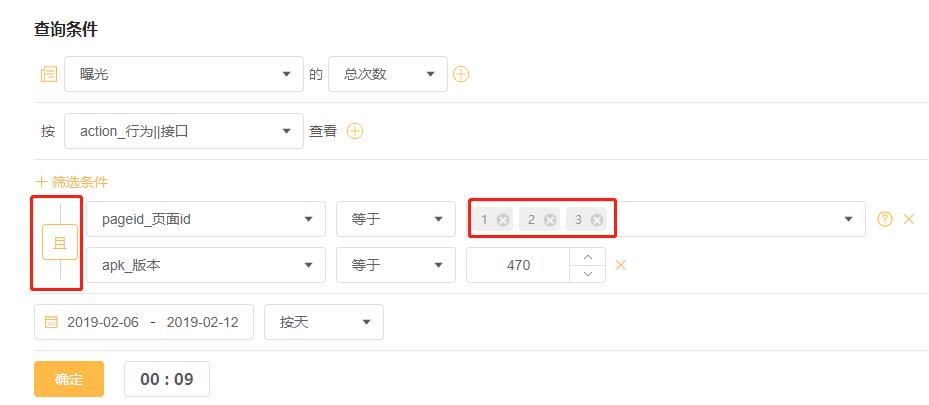 查询条件
曝光 的 总次数
按 action_行为||接口 查看
筛选条件
且
pageid_页面id 等于 1 2 3
apk_版本 等于 470
2019-02-06 - 2019-02-12 按天
确定 00 : 09